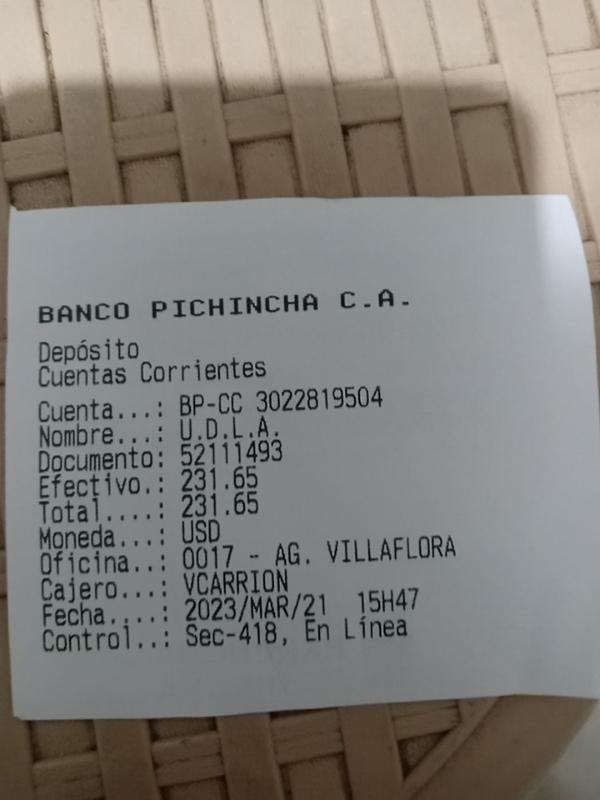 BANCO PICHINCHA C.A.
Depósito
Cuentas Corrientes
Cuenta...: BP-CC 3022819504
Nombre...: U.D.L.A.
Documento: 52111493
Efectivo.: 231.65
Total....: 231.65
Moneda...: USD
Oficina..: 0017 - AG. VILLAFLORA
Cajero...: VCARRION
Fecha....: 2023/MAR/21 15H47
Control..: Sec-418, En Línea